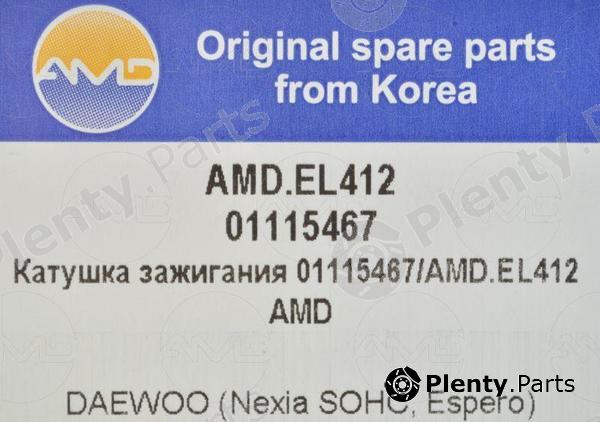 AMD
Original spare parts
from Korea
AMD.EL412
01115467
Катушка зажигания 01115467/AMD.EL412
AMD
DAEWOO (Nexia SOHC, Espero)
Plenty.Parts